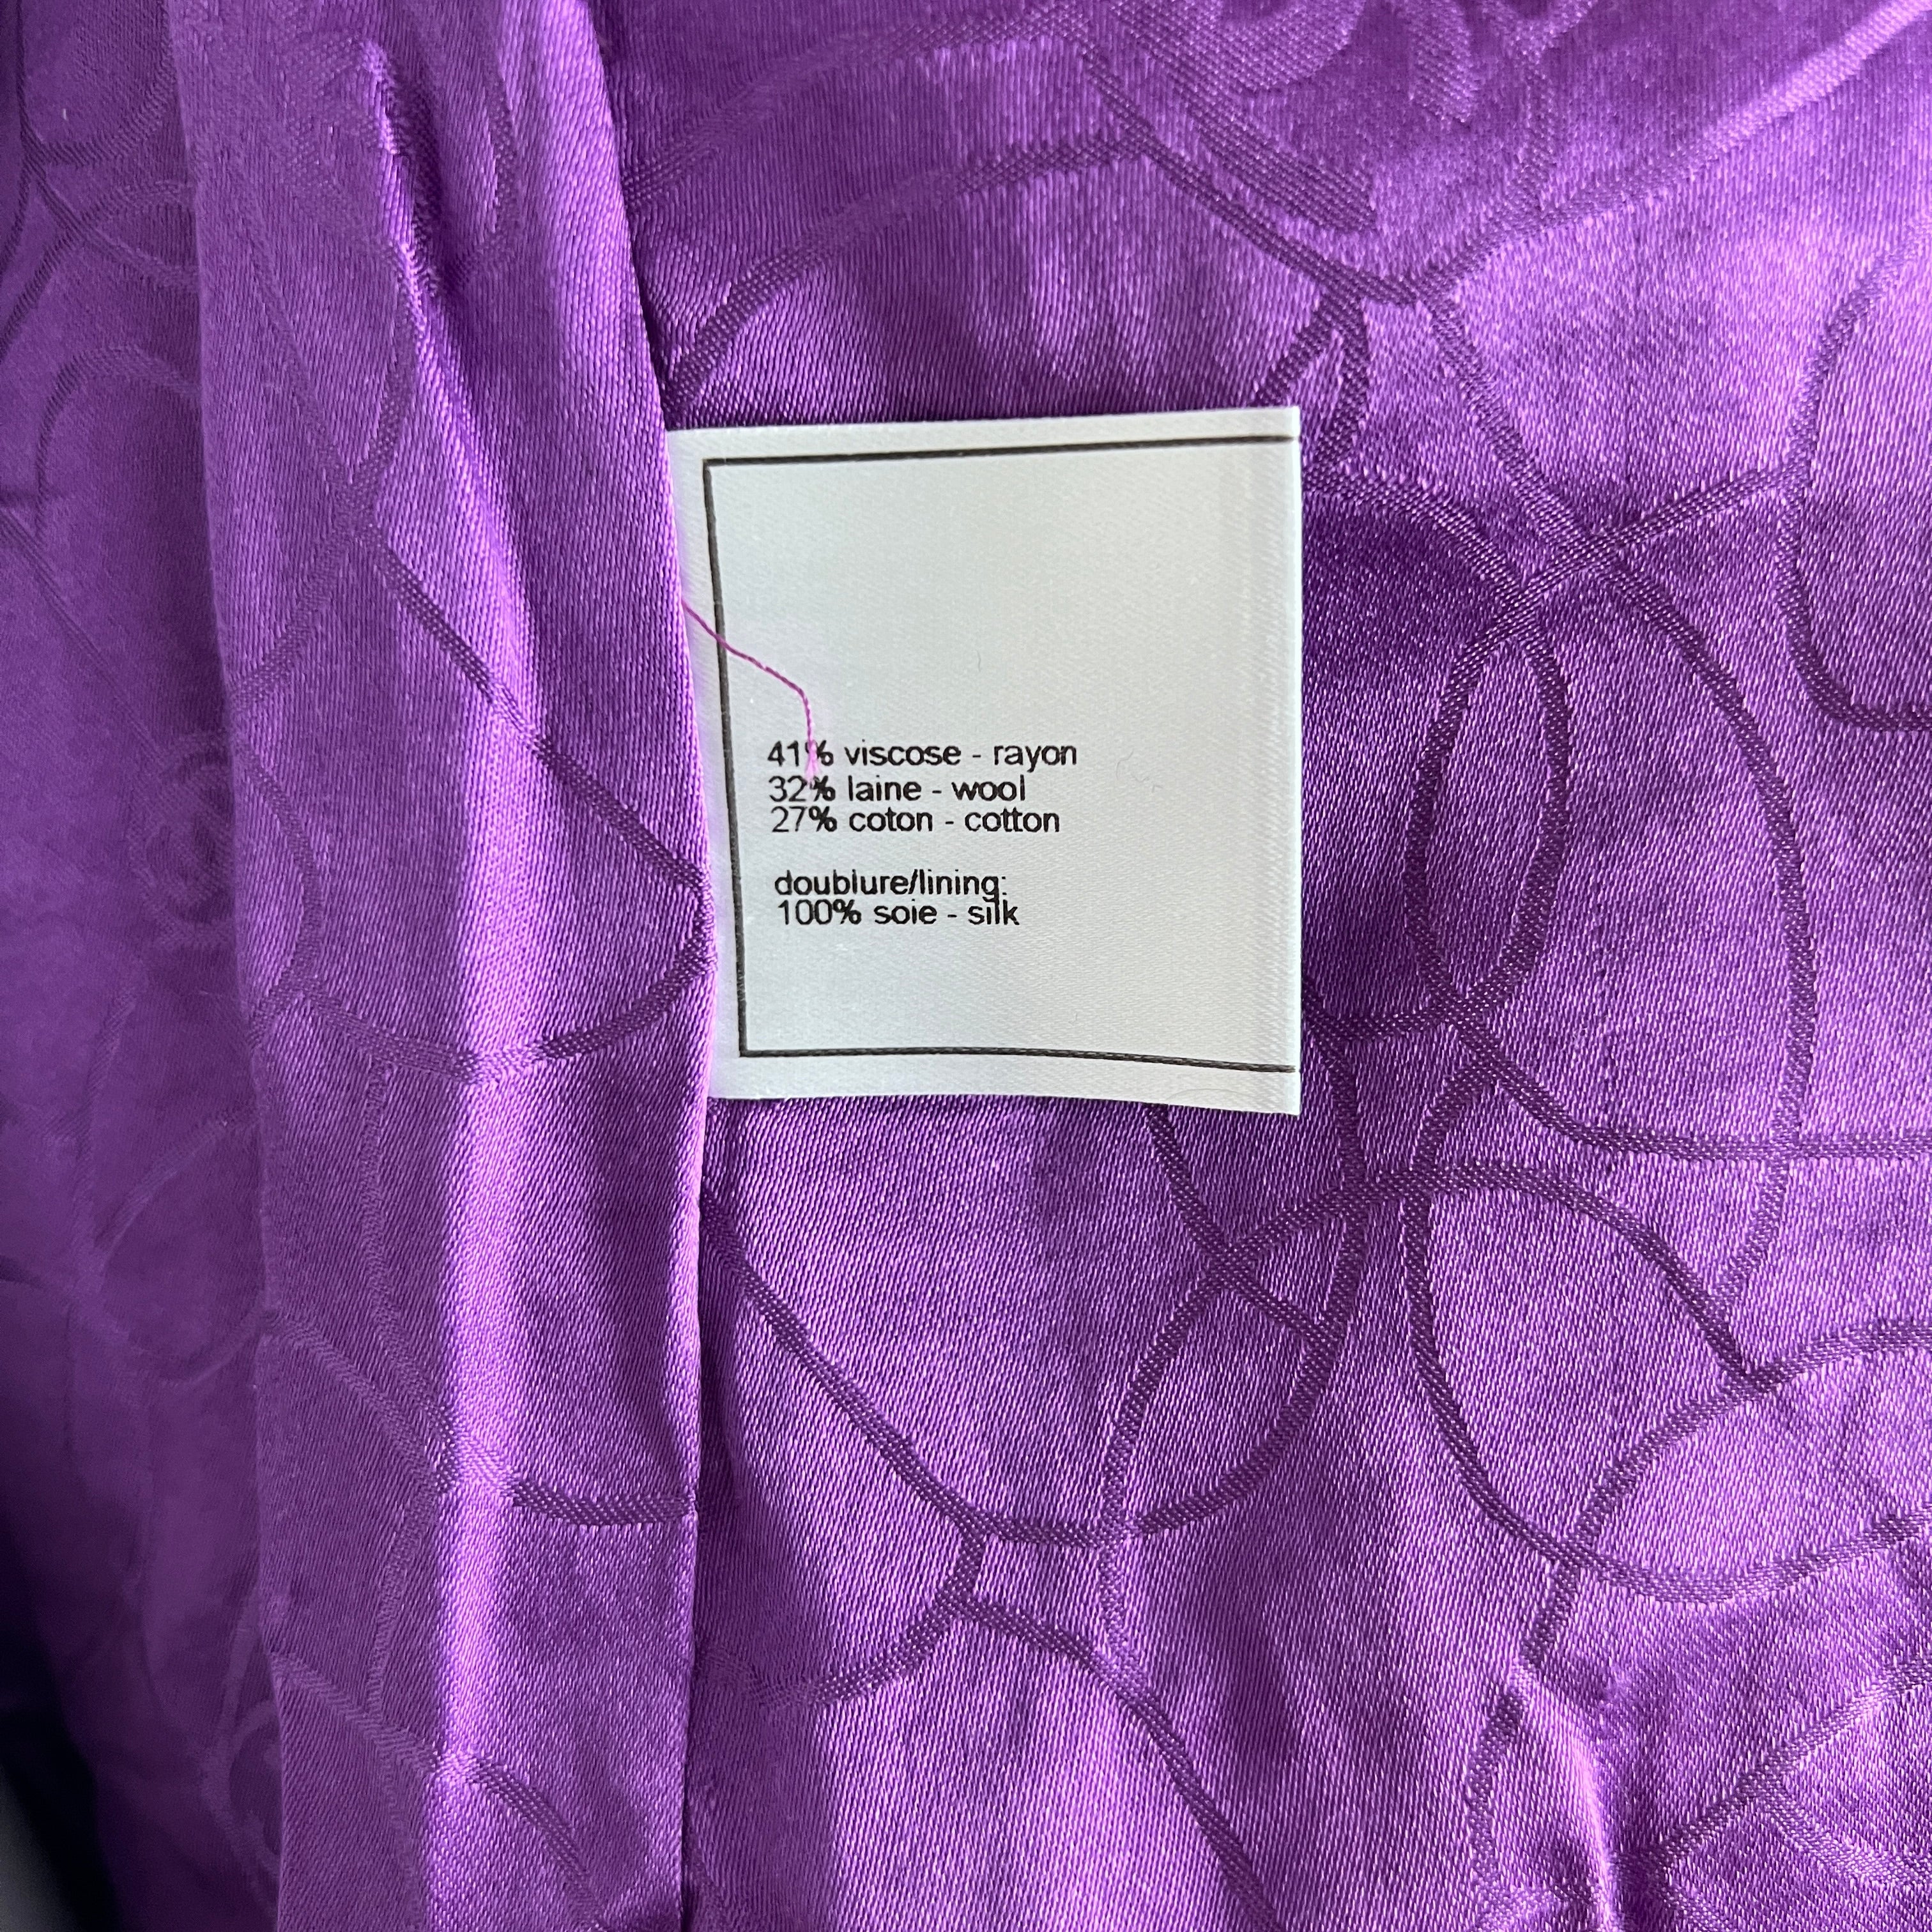 41% viscose - rayon
32% laine - wool
27% coton - cotton
doublure/lining:
100% soie - silk